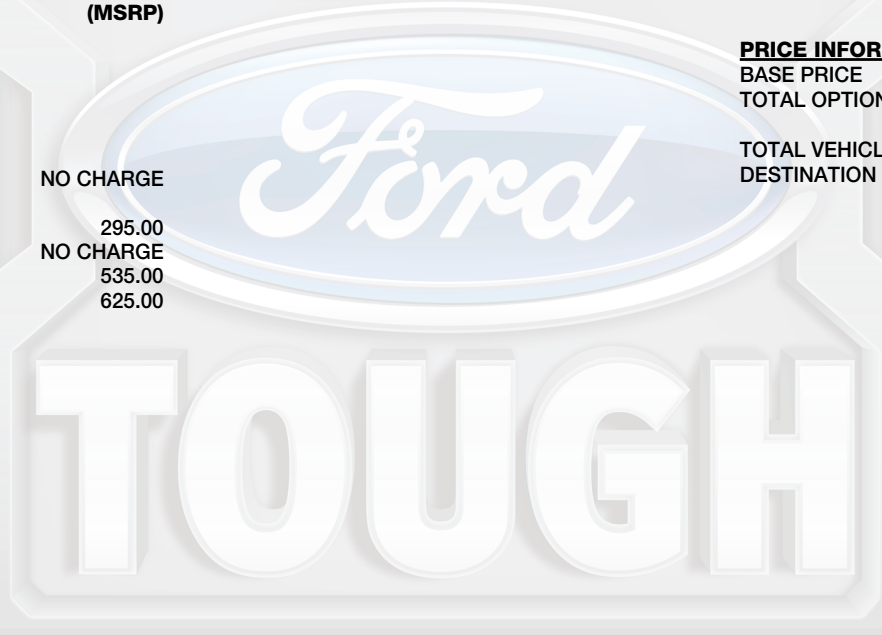 (MSRP)
NO CHARGE
295.00
NO CHARGE
535.00
625.00
PRICE INFOR
BASE PRICE
TOTAL OPTION
TOTAL VEHICL
DESTINATION
Ford
TOUGH